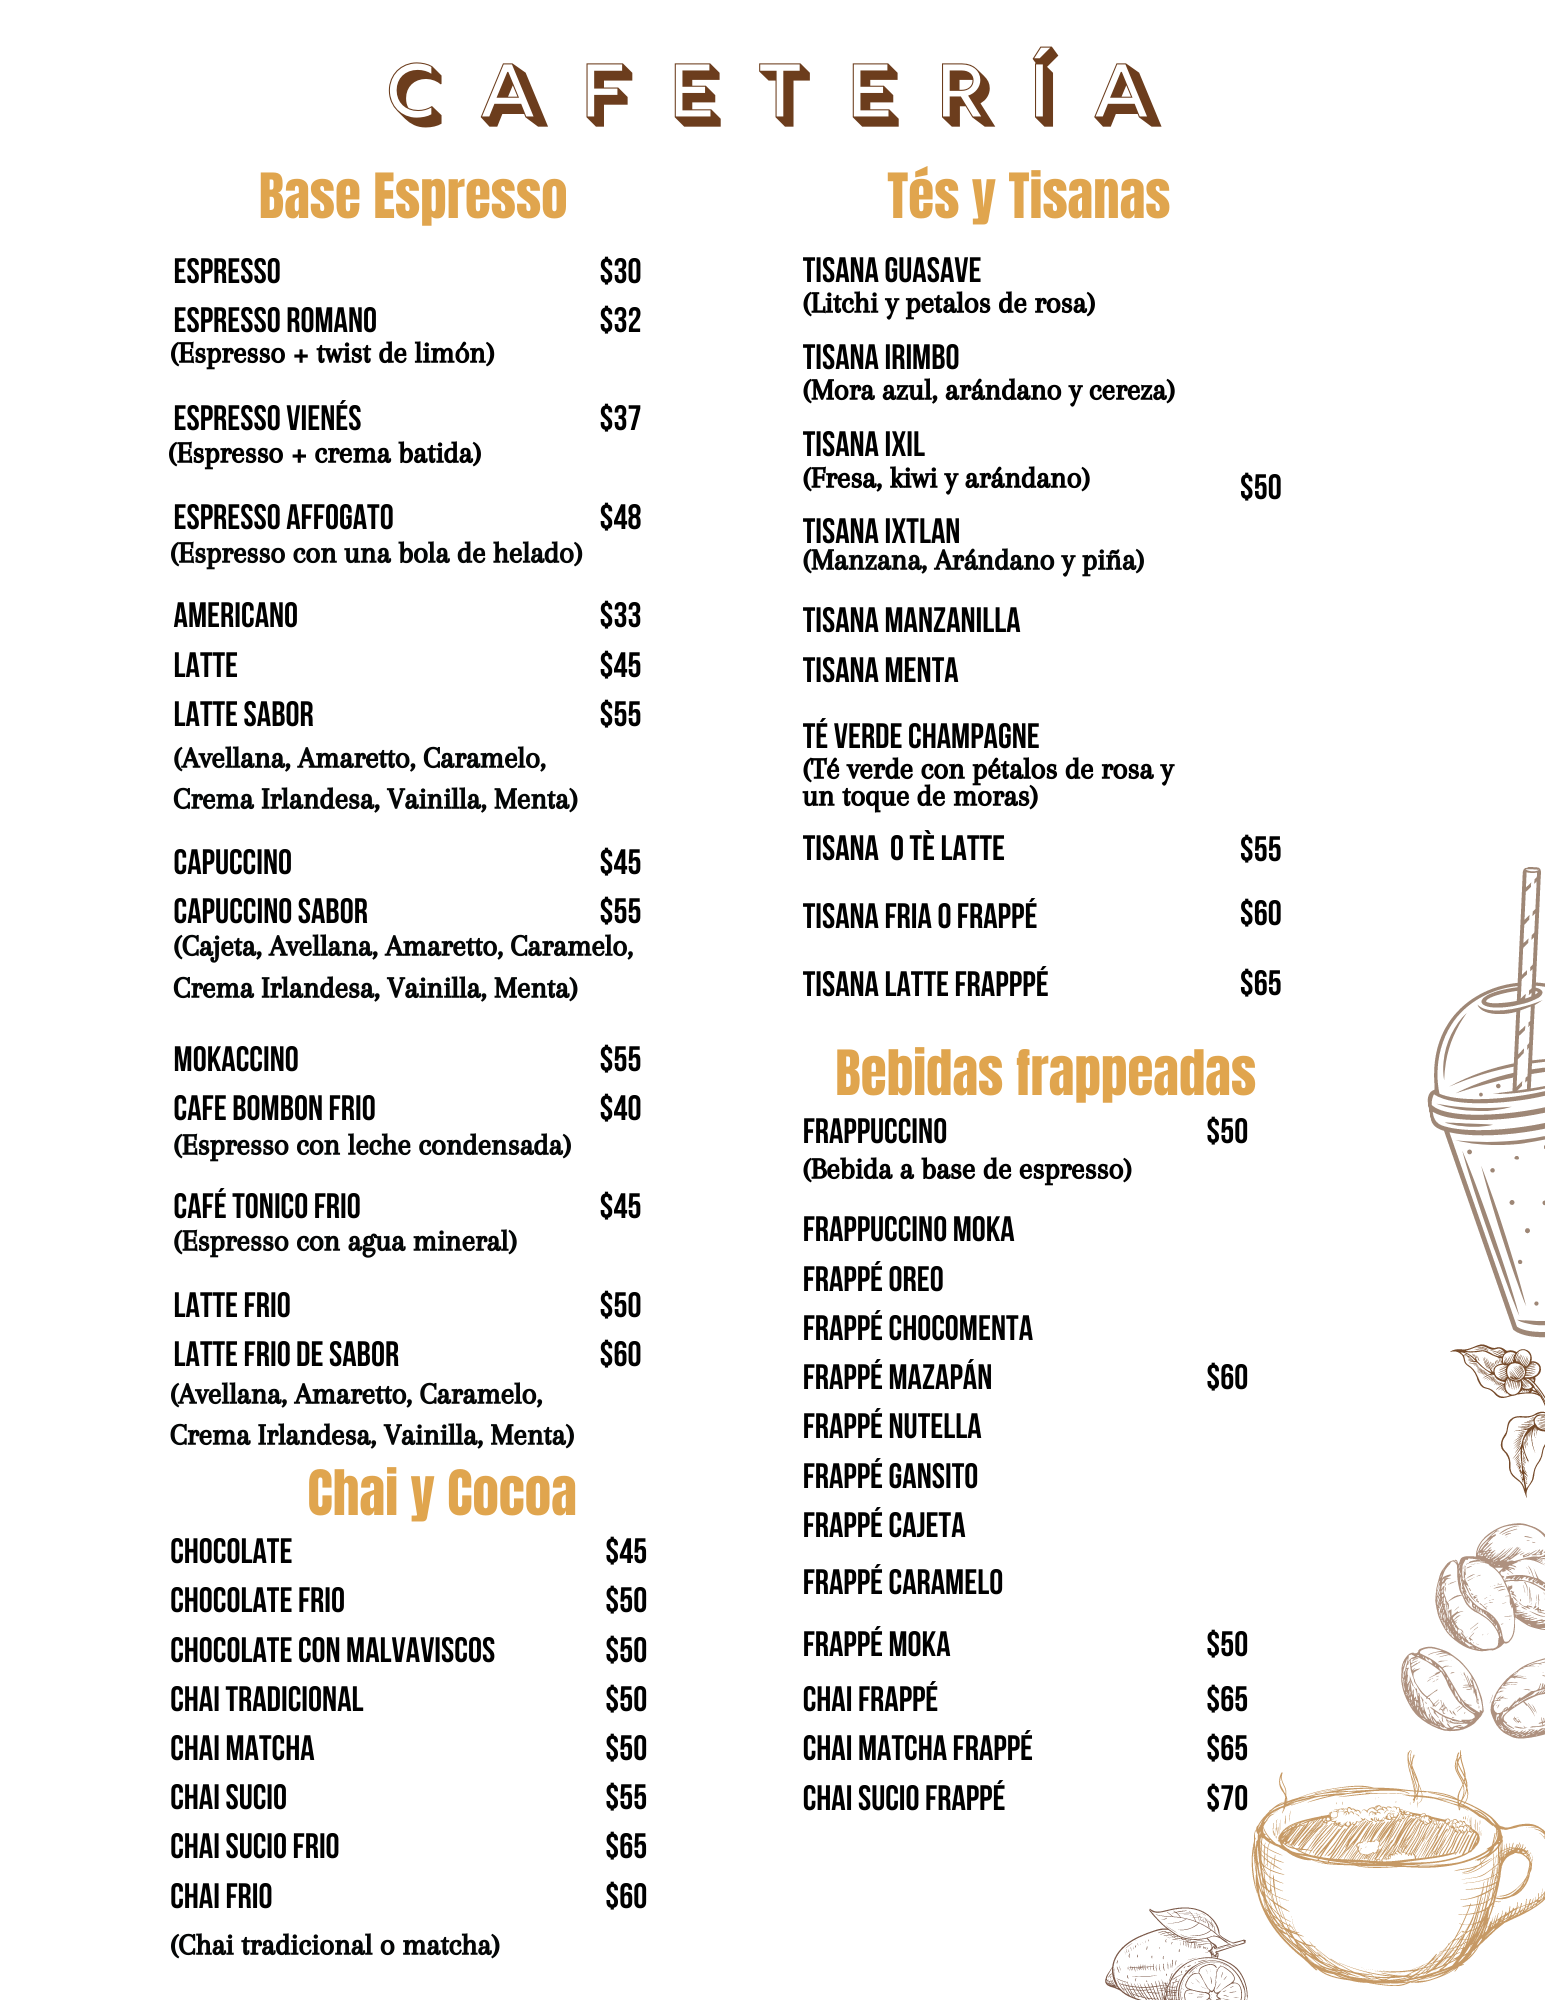 CAFETERÍA
Base Espresso
ESPRESSO $30
ESPRESSO ROMANO $32
(Espresso + twist de limón)
ESPRESSO VIENÉS $37
(Espresso + crema batida)
ESPRESSO AFFOGATO $48
(Espresso con una bola de helado)
AMERICANO $33
LATTE $45
LATTE SABOR $55
(Avellana, Amaretto, Caramelo,
Crema Irlandesa, Vainilla, Menta)
CAPUCCINO $45
CAPUCCINO SABOR $55
(Cajeta, Avellana, Amaretto, Caramelo,
Crema Irlandesa, Vainilla, Menta)
MOKACCINO $55
CAFE BOMBON FRIO $40
(Espresso con leche condensada)
CAFÉ TONICO FRIO $45
(Espresso con agua mineral)
LATTE FRIO $50
LATTE FRIO DE SABOR $60
(Avellana, Amaretto, Caramelo,
Crema Irlandesa, Vainilla, Menta)
Chai y Cocoa
CHOCOLATE $45
CHOCOLATE FRIO $50
CHOCOLATE CON MALVAVISCOS $50
CHAI TRADICIONAL $50
CHAI MATCHA $50
CHAI SUCIO $55
CHAI SUCIO FRIO $65
CHAI FRIO $60
(Chai tradicional o matcha)
Tés y Tisanas
TISANA GUASAVE
(Litchi y petalos de rosa)
TISANA IRIMBO
(Mora azul, arándano y cereza)
TISANA IXIL
(Fresa, kiwi y arándano)
$50
TISANA IXTLAN
(Manzana, Arándano y piña)
TISANA MANZANILLA
TISANA MENTA
TÉ VERDE CHAMPAGNE
(Té verde con pétalos de rosa y
un toque de moras)
TISANA O TÈ LATTE $55
TISANA FRIA O FRAPPÉ $60
TISANA LATTE FRAPPPÉ $65
Bebidas frappeadas
FRAPPUCCINO $50
(Bebida a base de espresso)
FRAPPUCCINO MOKA
FRAPPÉ OREO
FRAPPÉ CHOCOMENTA
FRAPPÉ MAZAPÁN $60
FRAPPÉ NUTELLA
FRAPPÉ GANSITO
FRAPPÉ CAJETA
FRAPPÉ CARAMELO
FRAPPÉ MOKA $50
CHAI FRAPPÉ $65
CHAI MATCHA FRAPPÉ $65
CHAI SUCIO FRAPPÉ $70